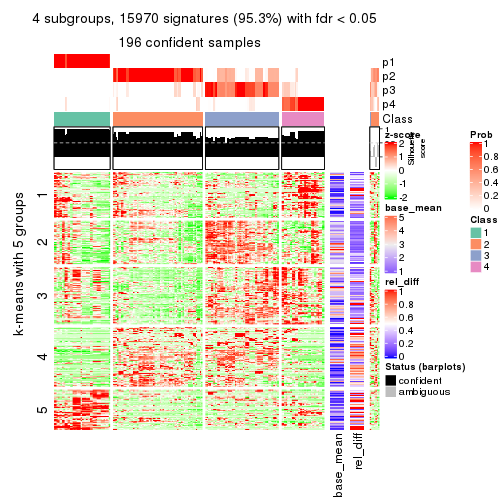 4 subgroups, 15970 signatures (95.3%) with fdr < 0.05
196 confident samples
p1
p2
p3
p4
Class
1
Silhouette
score
k-means with 5 groups
1
2
3
4
5
base_mean
rel_diff
z-score
2
1
0
-1
-2
base_mean
5
4
3
2
1
rel_diff
1
0.8
0.6
0.4
0.2
0
Status (barplots)
confident
ambiguous
Prob
1
0.8
0.6
0.4
0.2
0
Class
1
2
3
4